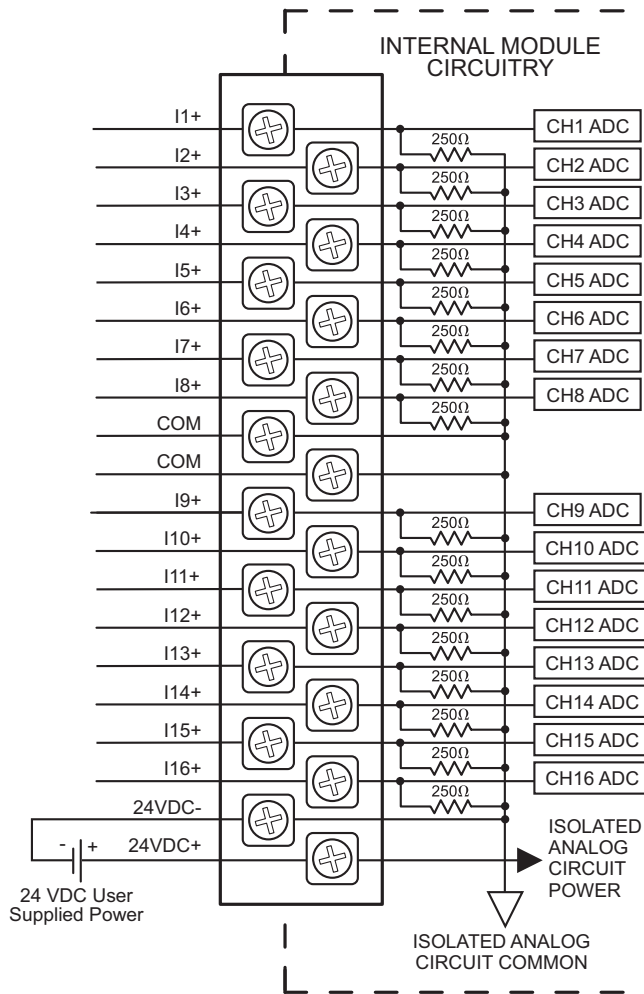 INTERNAL MODULE
CIRCUITRY
I1+
CH1 ADC
250Ω
I2+
CH2 ADC
250Ω
I3+
CH3 ADC
250Ω
I4+
CH4 ADC
250Ω
I5+
CH5 ADC
250Ω
I6+
CH6 ADC
250Ω
I7+
CH7 ADC
250Ω
I8+
CH8 ADC
250Ω
COM
COM
I9+
CH9 ADC
250Ω
I10+
CH10 ADC
250Ω
I11+
CH11 ADC
250Ω
I12+
CH12 ADC
250Ω
I13+
CH13 ADC
250Ω
I14+
CH14 ADC
250Ω
I15+
CH15 ADC
250Ω
I16+
CH16 ADC
250Ω
24VDC-
24VDC+
- +
24 VDC User
Supplied Power
ISOLATED
ANALOG
CIRCUIT
POWER
ISOLATED ANALOG
CIRCUIT COMMON